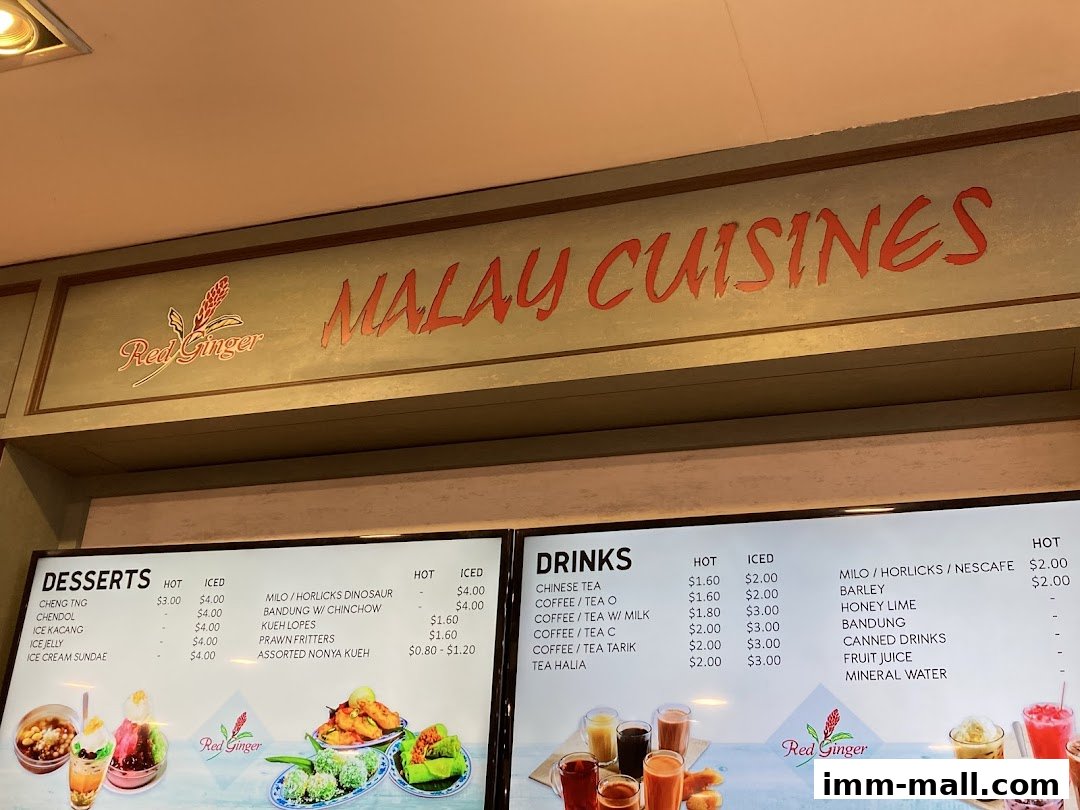 Red Ginger
MALAY CUISINES
DESSERTS HOT ICED
CHENG TNG $3.00 $4.00
CHENDOL - $4.00
ICE KACANG - $4.00
ICE JELLY - $4.00
ICE CREAM SUNDAE - $4.00
HOT ICED
MILO / HORLICKS DINOSAUR - $4.00
BANDUNG W/ CHINCHOW - $4.00
KUEH LOPES $1.60
PRAWN FRITTERS $1.60
ASSORTED NONYA KUEH $0.80 - $1.20
Red Ginger
DRINKS HOT ICED
CHINESE TEA $1.60 $2.00
COFFEE / TEA O $1.60 $2.00
COFFEE / TEA W/ MILK $1.80 $3.00
COFFEE / TEA C $2.00 $3.00
COFFEE / TEA TARIK $2.00 $3.00
TEA HALIA $2.00 $3.00
HOT
MILO / HORLICKS / NESCAFE $2.00
BARLEY $2.00
HONEY LIME -
BANDUNG -
CANNED DRINKS -
FRUIT JUICE -
MINERAL WATER -
Red Ginger
imm-mall.com